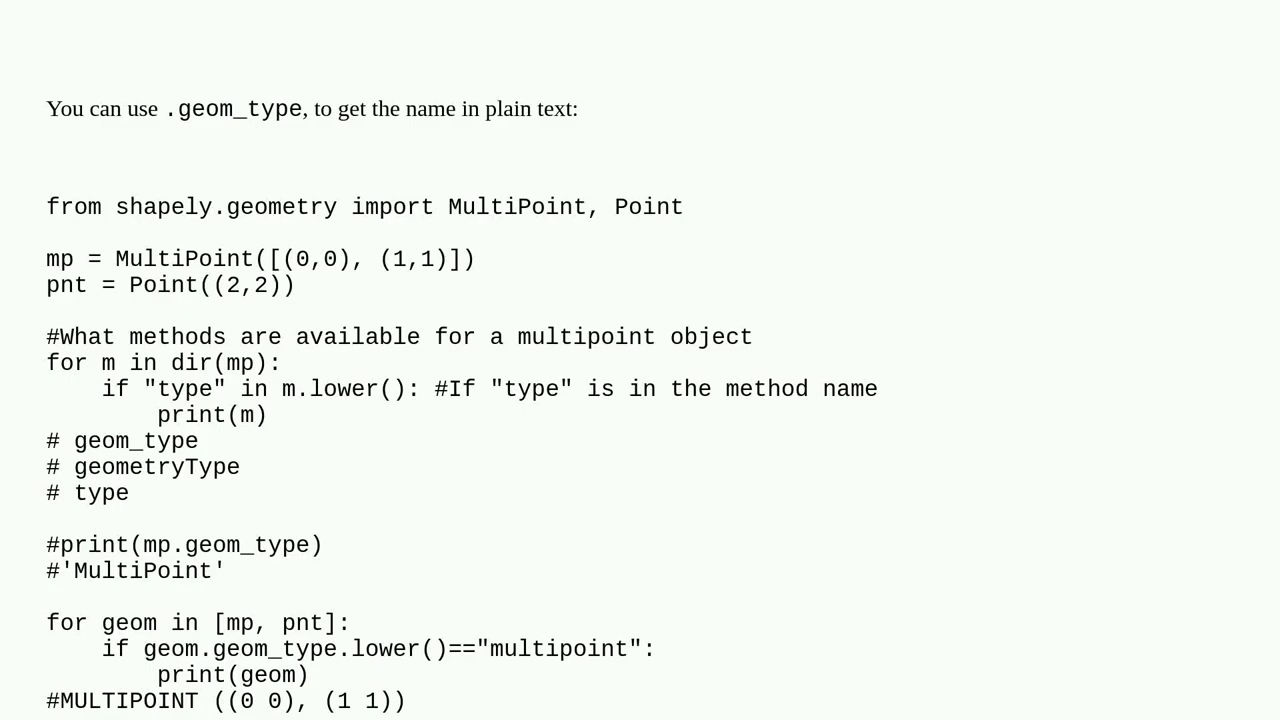 You can use .geom_type, to get the name in plain text:
from shapely.geometry import MultiPoint, Point
mp = MultiPoint([(0,0), (1,1)])
pnt = Point((2,2))
#What methods are available for a multipoint object
for m in dir(mp):
    if "type" in m.lower(): #If "type" is in the method name
        print(m)
# geom_type
# geometryType
# type
#print(mp.geom_type)
#'MultiPoint'
for geom in [mp, pnt]:
    if geom.geom_type.lower()=="multipoint":
        print(geom)
#MULTIPOINT ((0 0), (1 1))